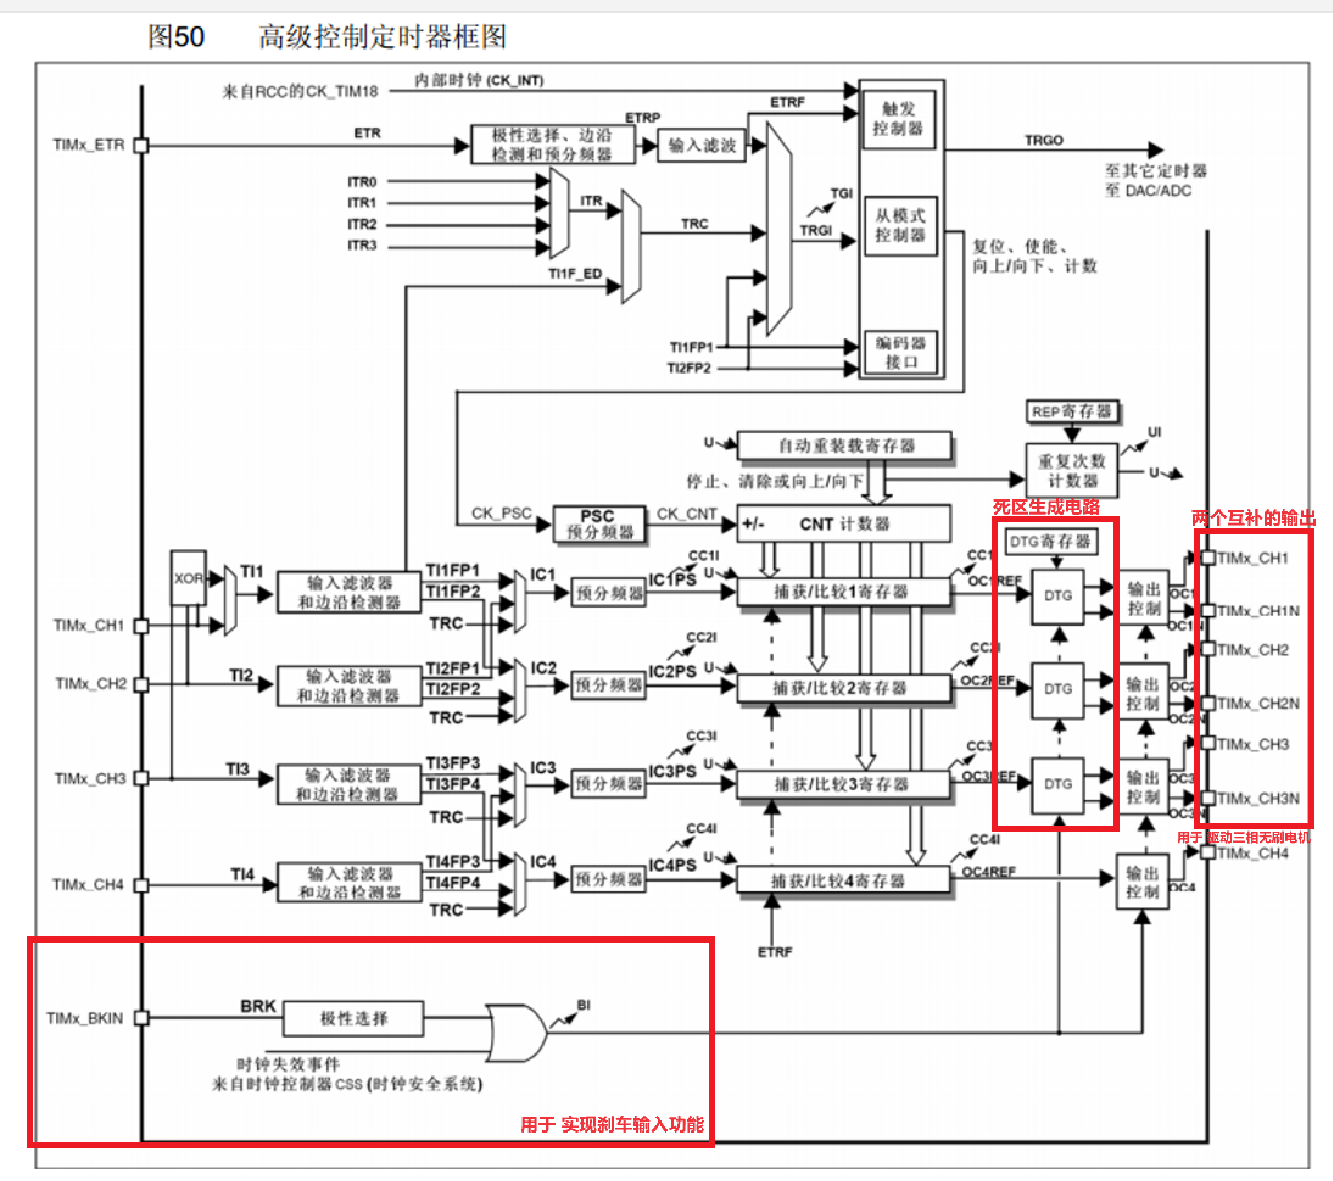 图50 高级控制定时器框图
内部时钟 (CK_INT)
来自RCC的CK_TIM18
ETRF
触发
控制器
ETRP
TIMx_ETR
ETR
极性选择、边沿
检测和预分频器
输入滤波
TRGO
至其它定时器
至 DAC/ADC
ITR0
ITR1
ITR2
ITR3
ITR
TRC
TGI
TRGI
从模式
控制器
复位、使能、
向上/向下、计数
TI1F_ED
TI1FP1
TI2FP2
编码器
接口
REP寄存器
UI
U
自动重装载寄存器
重复次数
计数器
U
停止、清除或向上/向下
死区生成电路
两个互补的输出
CK_PSC
PSC
预分频器
CK_CNT
+/-
CNT 计数器
DTG寄存器
XOR
TI1
输入滤波器
和边沿检测器
TI1FP1
TI1FP2
TRC
IC1
预分频器
IC1PS
CC1I
U
捕获/比较1寄存器
CC1
OC1REF
DTG
输出
控制
OC1
OC1N
TIMx_CH1
TIMx_CH1N
TIMx_CH1
TIMx_CH2
TI2
输入滤波器
和边沿检测器
TI2FP1
TI2FP2
TRC
IC2
预分频器
IC2PS
CC2I
U
捕获/比较2寄存器
CC2I
OC2REF
DTG
输出
控制
OC2
OC2N
TIMx_CH2
TIMx_CH2N
TIMx_CH3
TI3
输入滤波器
和边沿检测器
TI3FP3
TI3FP4
TRC
IC3
预分频器
IC3PS
CC3I
U
捕获/比较3寄存器
CC3
OC3REF
DTG
输出
控制
OC3
OC3N
TIMx_CH3
TIMx_CH3N
用于 驱动三相无刷电机
TIMx_CH4
TI4
输入滤波器
和边沿检测器
TI4FP3
TI4FP4
TRC
IC4
预分频器
IC4PS
CC4I
U
捕获/比较4寄存器
CC4I
OC4REF
输出
控制
OC4
TIMx_CH4
ETRF
TIMx_BKIN
BRK
极性选择
BI
时钟失效事件
来自时钟控制器 CSS (时钟安全系统)
用于 实现刹车输入功能